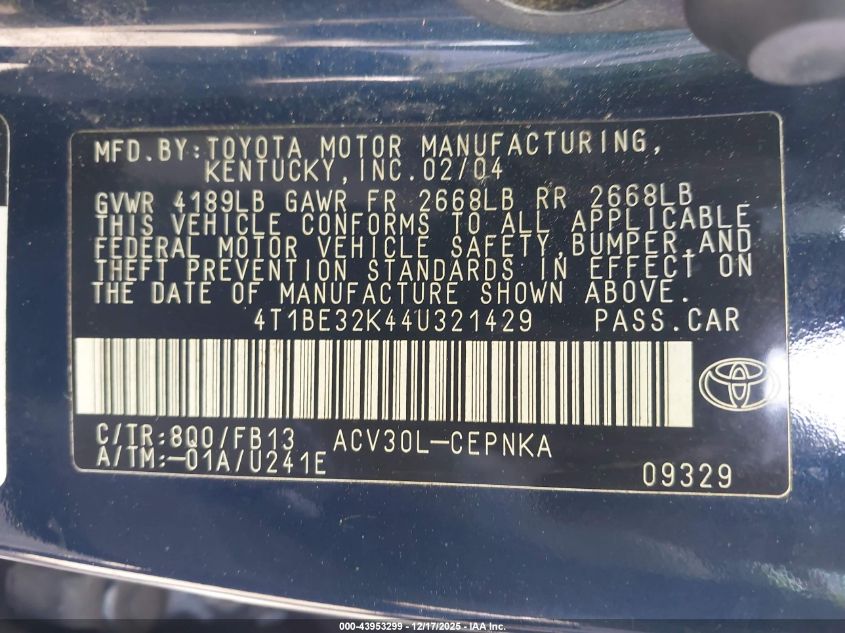 MFD.BY:TOYOTA MOTOR MANUFACTURING,
KENTUCKY,INC.02/04
GVWR 4189LB GAWR FR 2668LB RR 2668LB
THIS VEHICLE CONFORMS TO ALL APPLICABLE
FEDERAL MOTOR VEHICLE SAFETY,BUMPER,AND
THEFT PREVENTION STANDARDS IN EFFECT ON
THE DATE OF MANUFACTURE SHOWN ABOVE.
4T1BE32K44U321429 PASS.CAR
C/TR:8Q0/FB13 ACV30L-CEPNKA
A/TM:-01A/U241E
09329
000-43953299 - 12/17/2025 - IAA Inc.